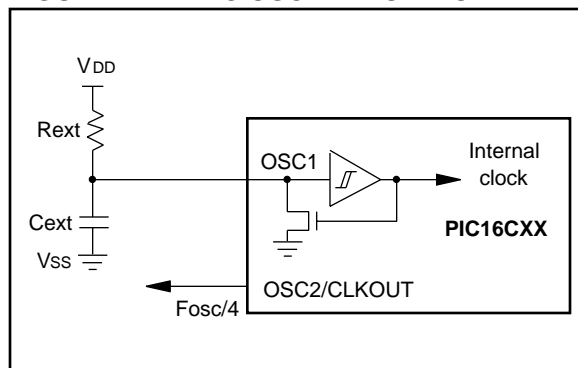 VDD
Rext
OSC1
Internal
clock
Cext
PIC16CXX
VSS
OSC2/CLKOUT
Fosc/4